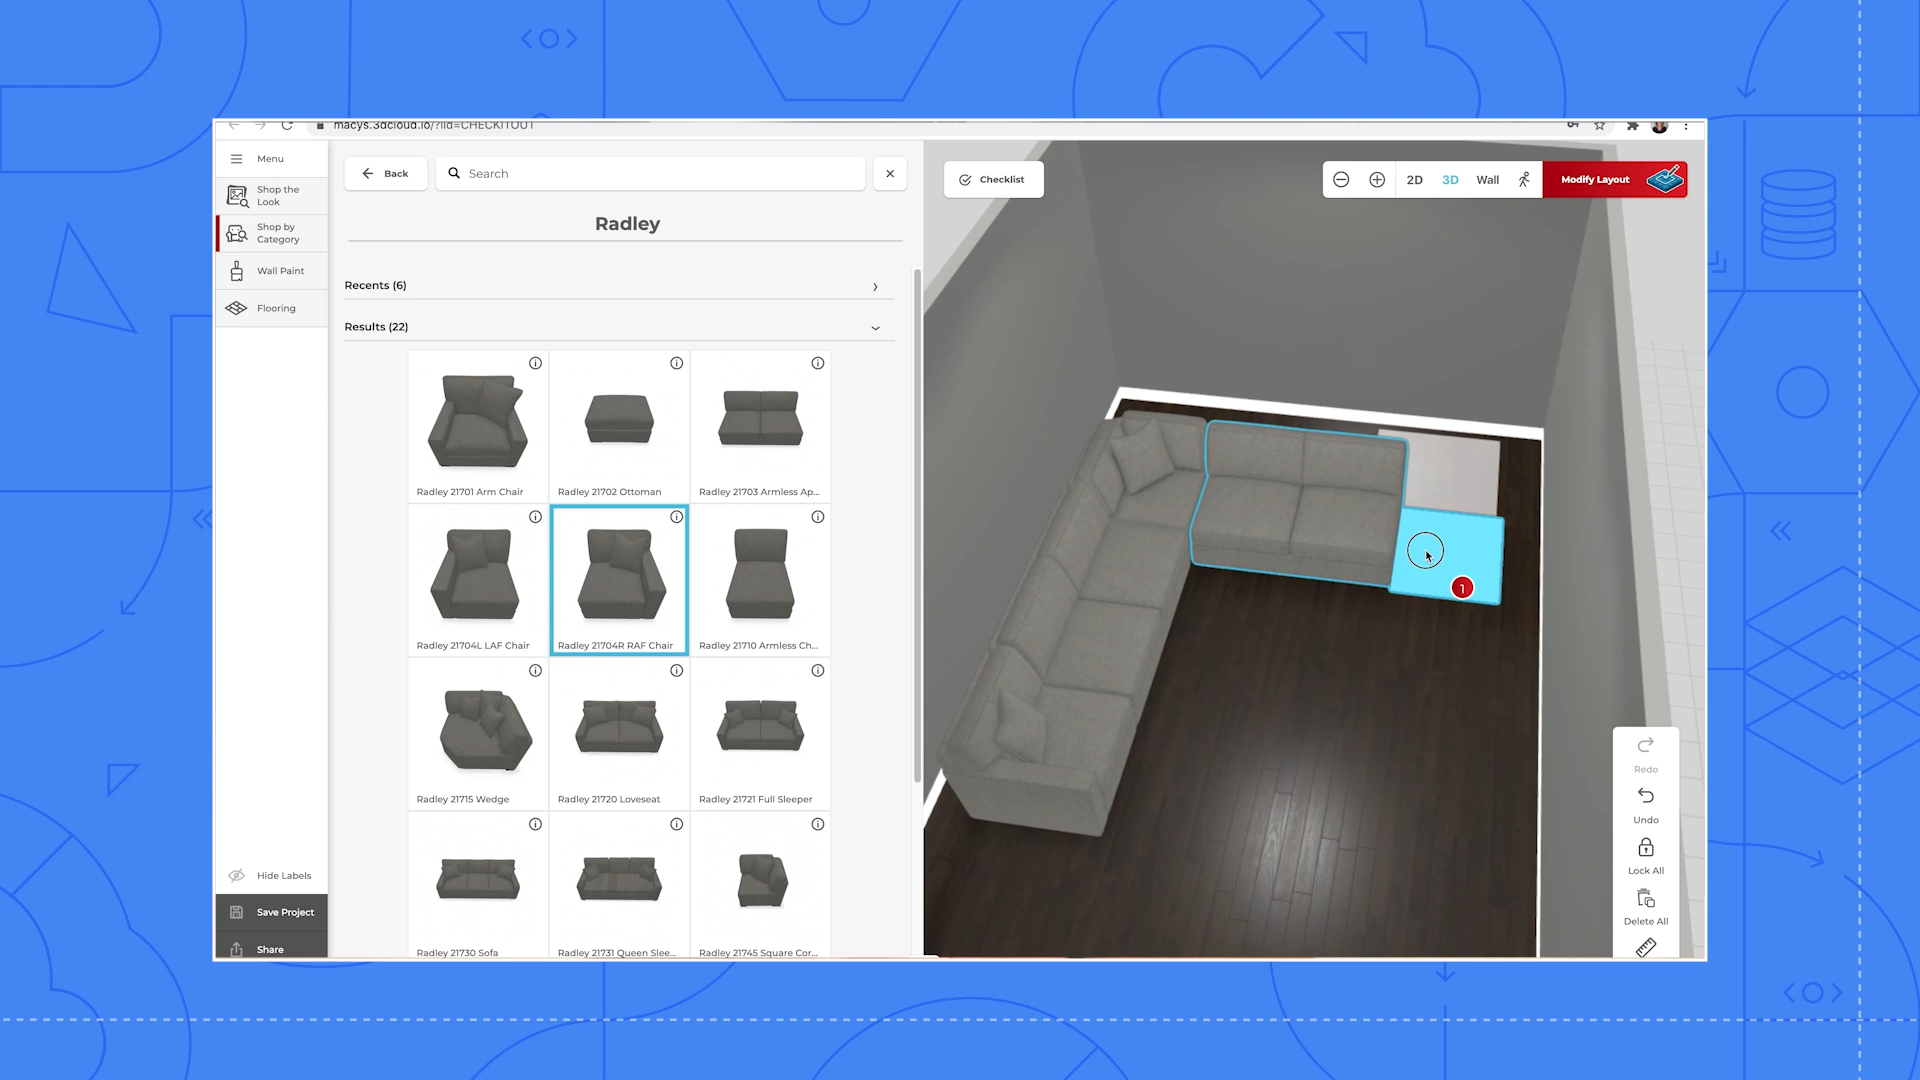 macys.3dcloud.io/?lid=CHECKITOUT
Menu
Shop the
Look
Shop by
Category
Wall Paint
Flooring
Hide Labels
Save Project
Share
Back
Search
Radley
Recents (6)
Results (22)
Radley 21701 Arm Chair
Radley 21702 Ottoman
Radley 21703 Armless Ap...
Radley 21704L LAF Chair
Radley 21704R RAF Chair
Radley 21710 Armless Ch...
Radley 21715 Wedge
Radley 21720 Loveseat
Radley 21721 Full Sleeper
Radley 21730 Sofa
Radley 21731 Queen Slee...
Radley 21745 Square Cor...
Checklist
2D
3D
Wall
Modify Layout
1
Redo
Undo
Lock All
Delete All